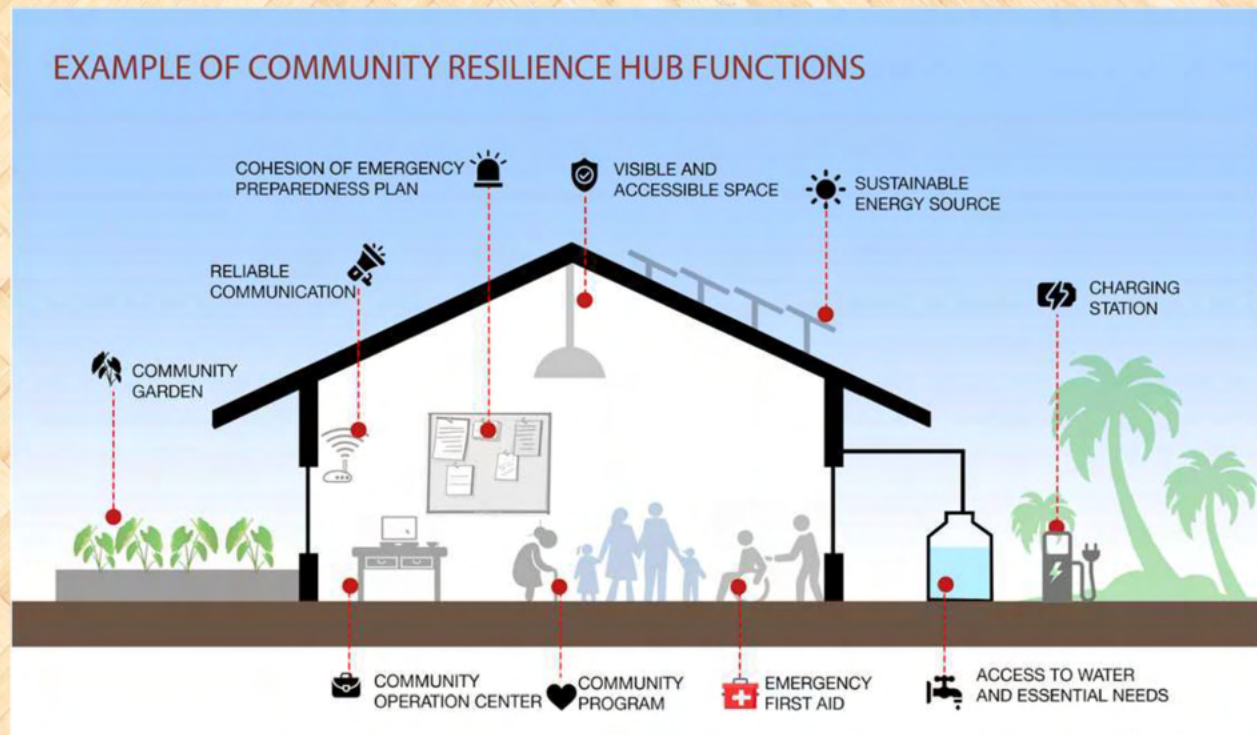 EXAMPLE OF COMMUNITY RESILIENCE HUB FUNCTIONS
COHESION OF EMERGENCY
PREPAREDNESS PLAN
VISIBLE AND
ACCESSIBLE SPACE
SUSTAINABLE
ENERGY SOURCE
RELIABLE
COMMUNICATION
CHARGING
STATION
COMMUNITY
GARDEN
COMMUNITY
OPERATION CENTER
COMMUNITY
PROGRAM
EMERGENCY
FIRST AID
ACCESS TO WATER
AND ESSENTIAL NEEDS